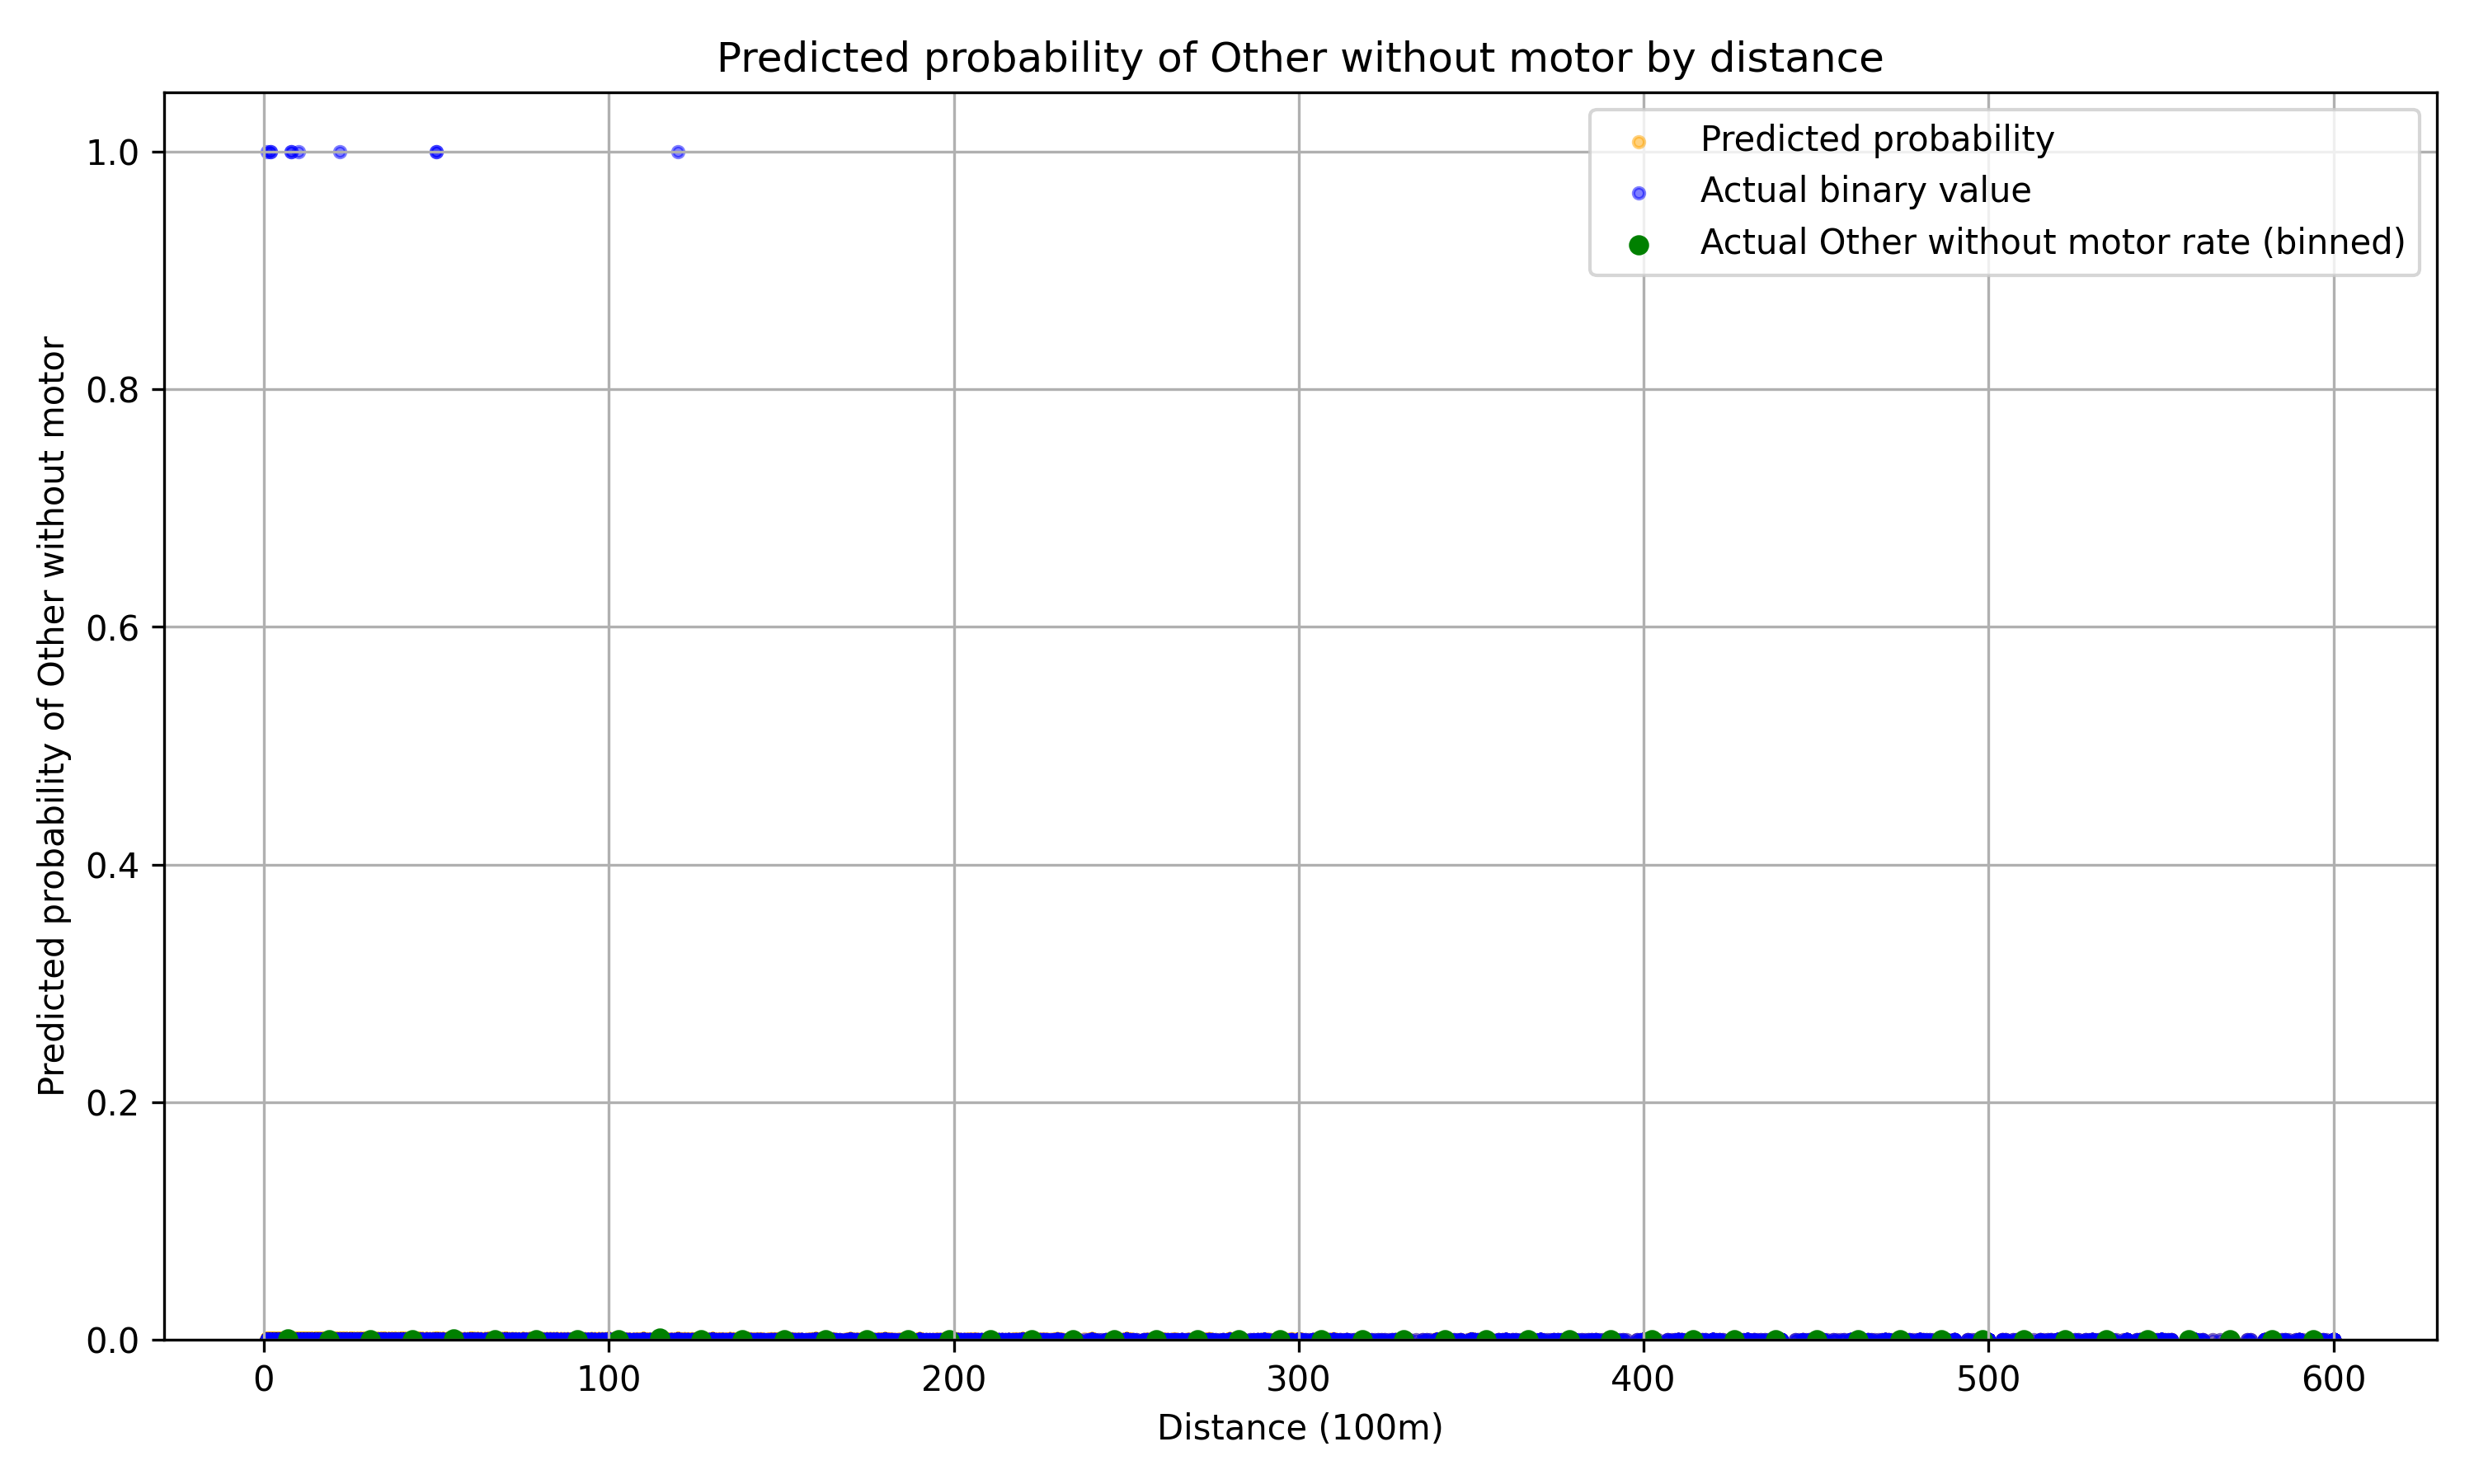 Predicted probability of Other without motor by distance
Predicted probability
Actual binary value
Actual Other without motor rate (binned)
Predicted probability of Other without motor
1.0
0.8
0.6
0.4
0.2
0.0
0 100 200 300 400 500 600
Distance (100m)